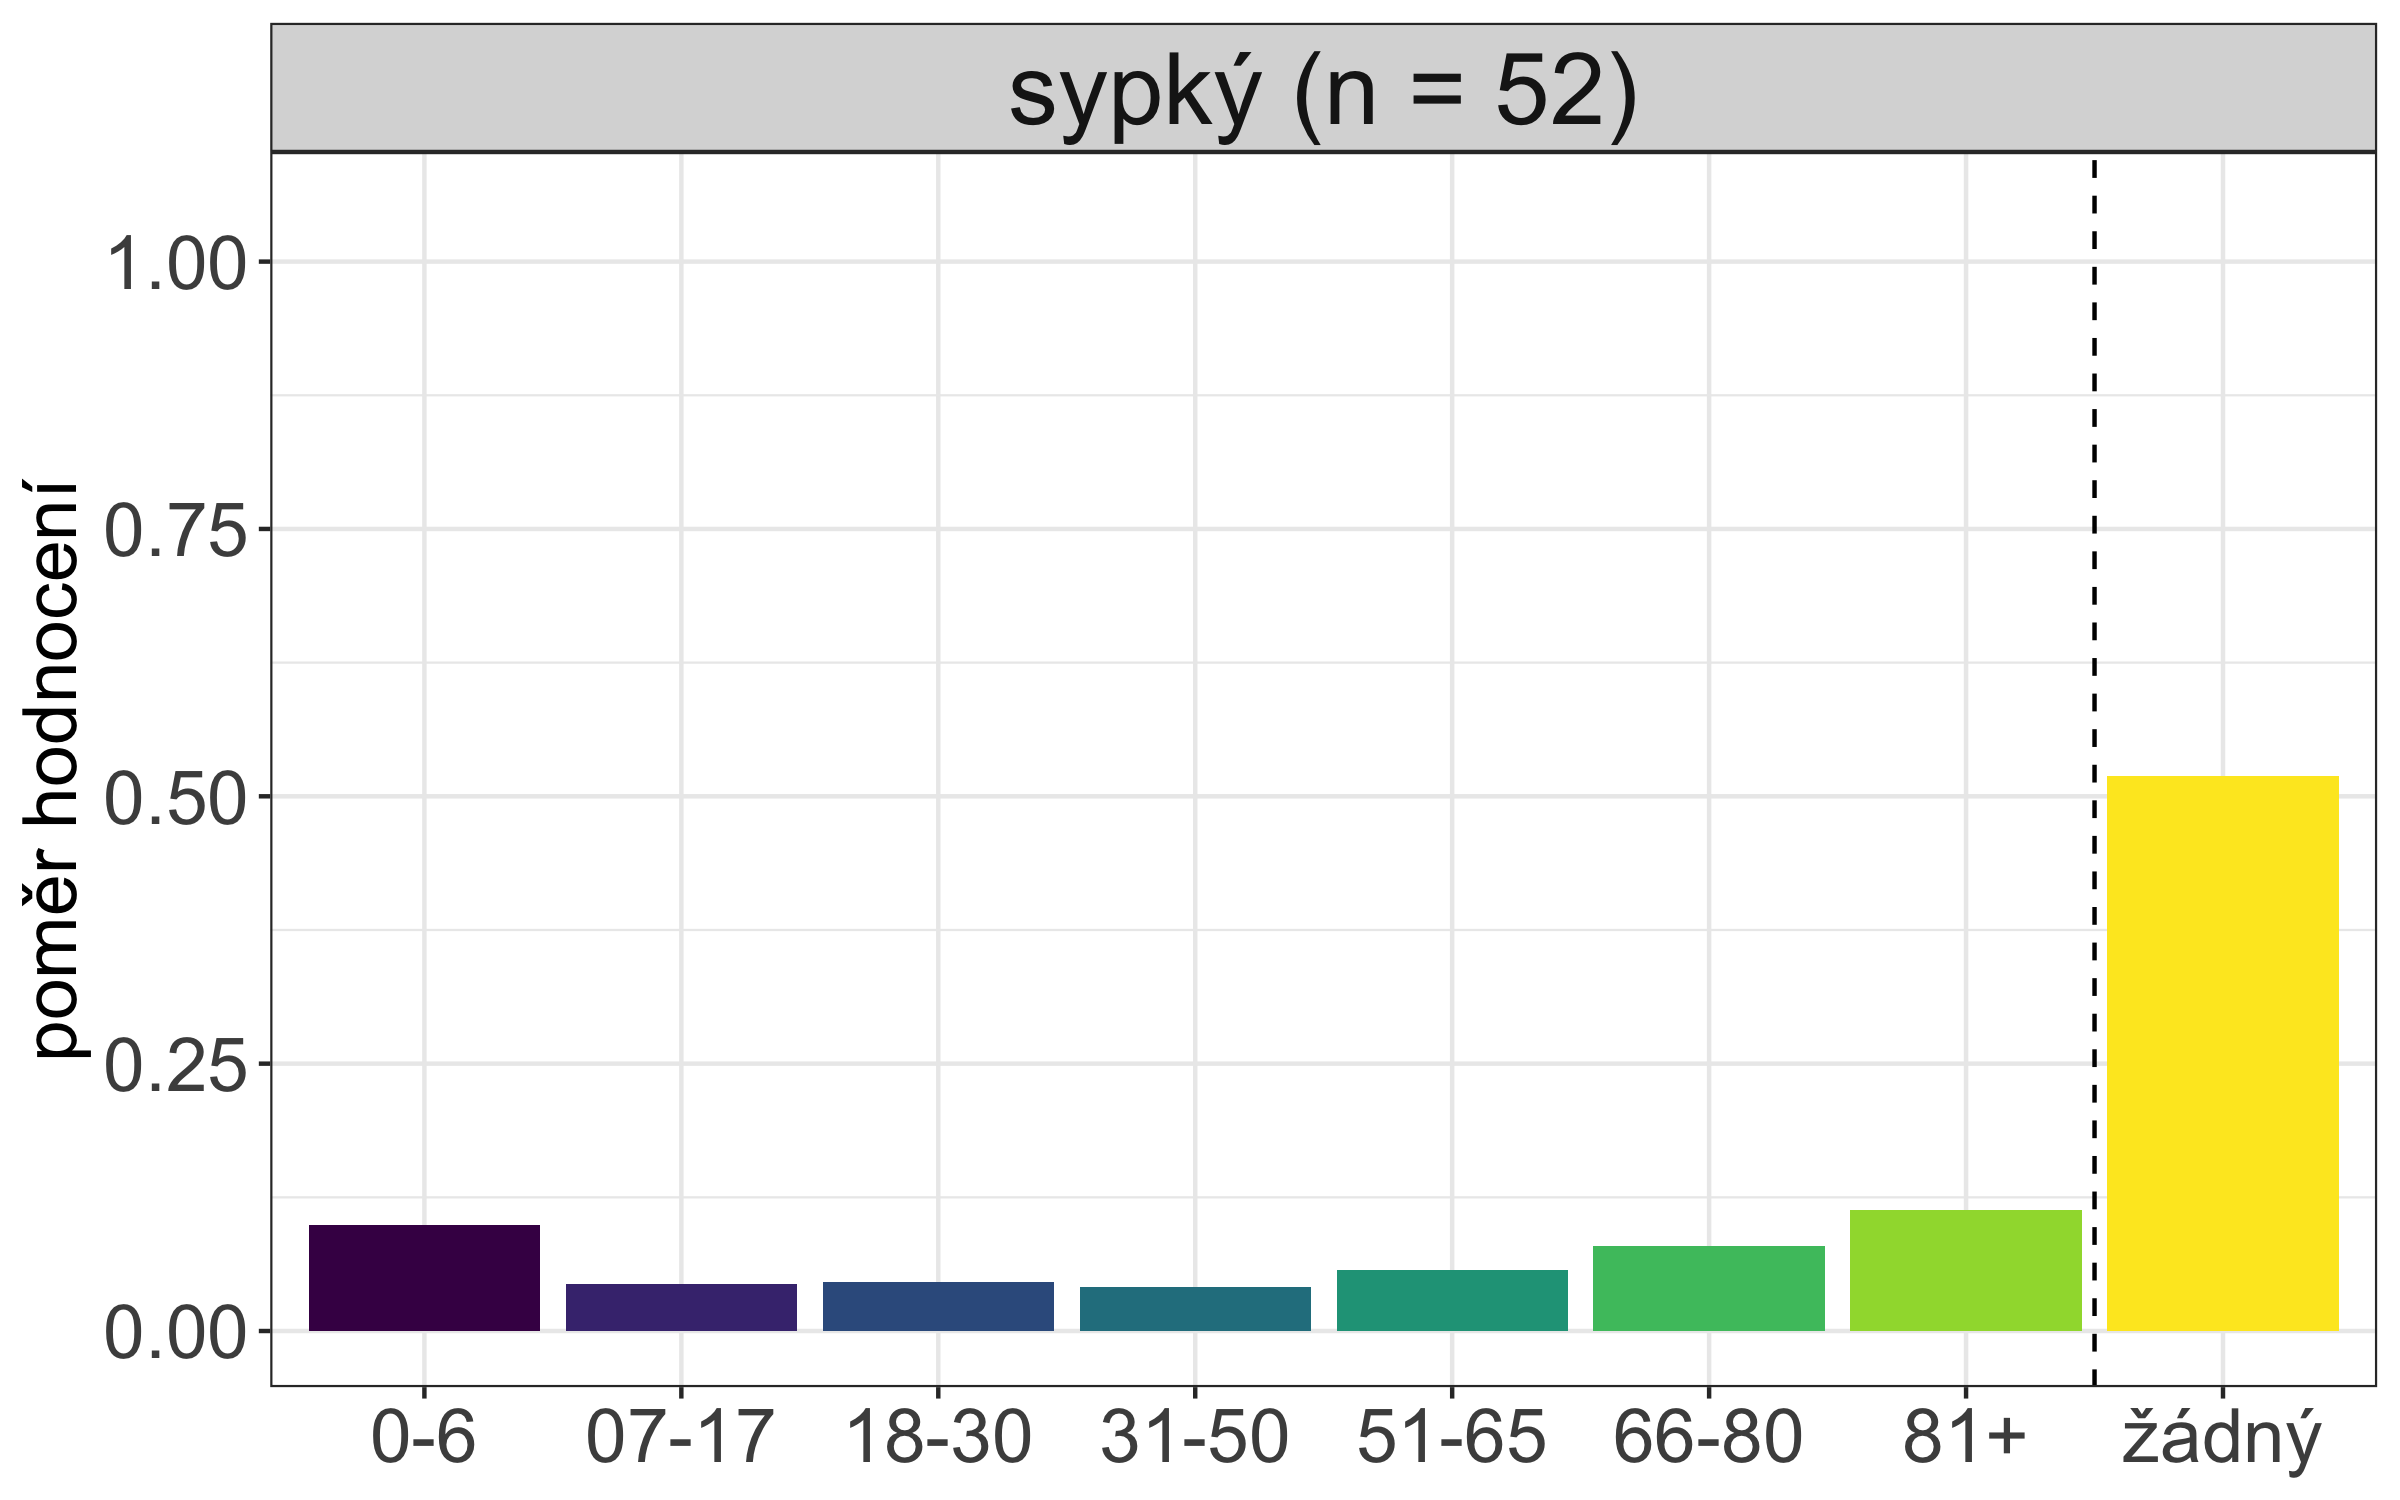 sypký (n = 52)
poměr hodnocení
1.00
0.75
0.50
0.25
0.00
0-6 07-17 18-30 31-50 51-65 66-80 81+ žádný